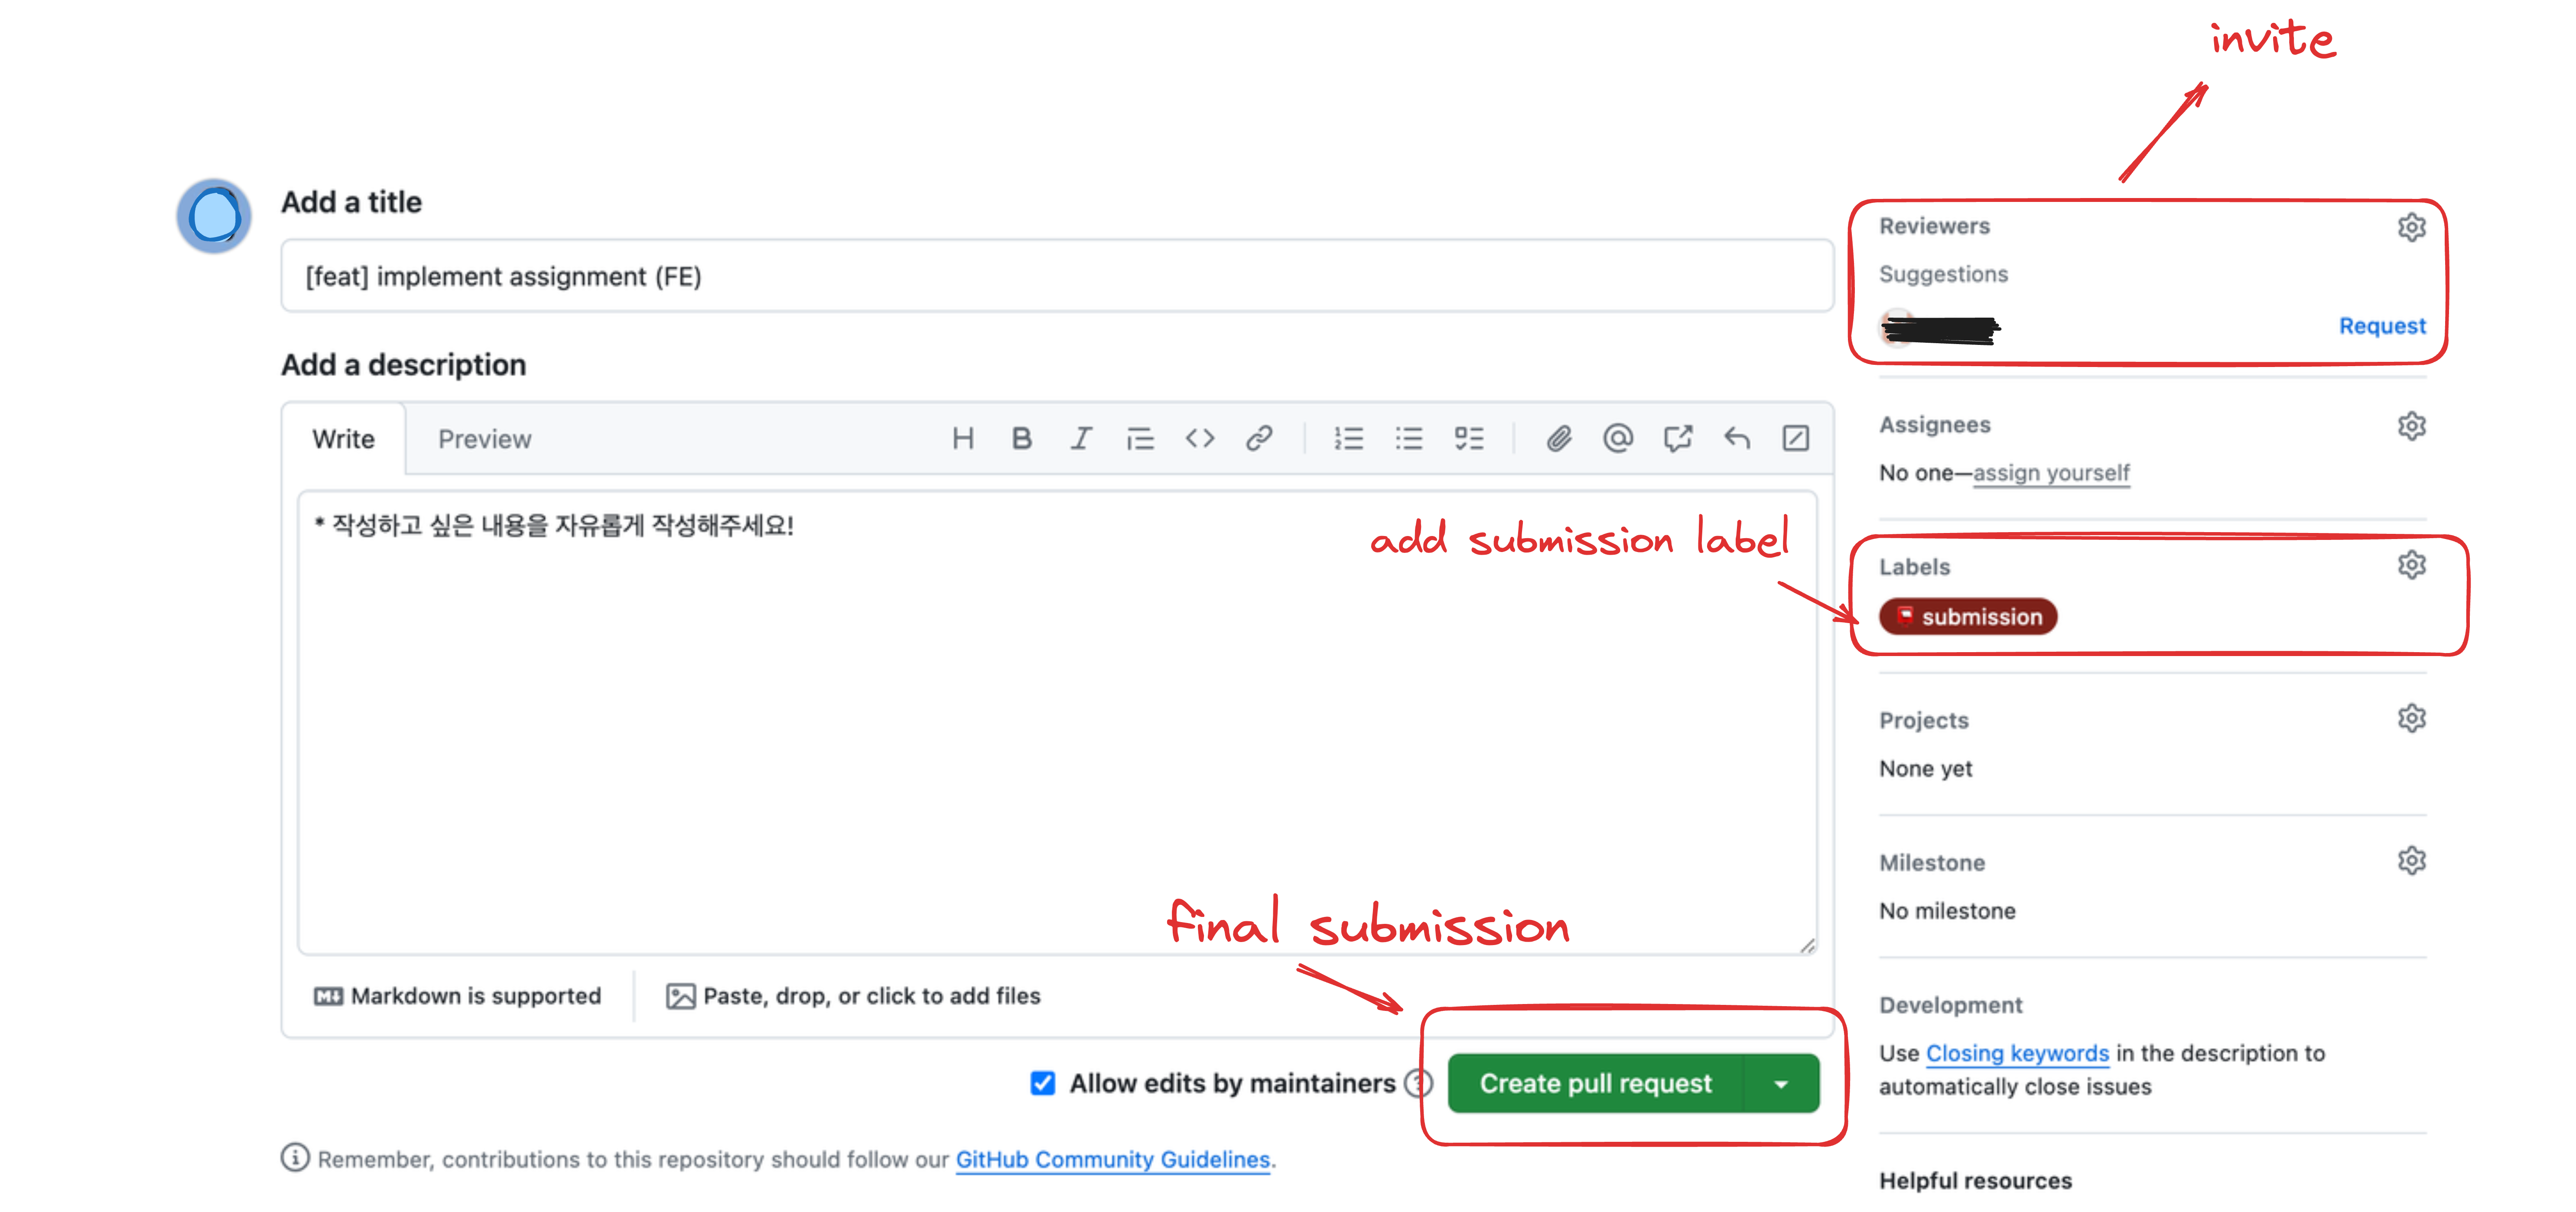 invite
Add a title
[feat] implement assignment (FE)
Add a description
Write
Preview
* 작성하고 싶은 내용을 자유롭게 작성해주세요!
add submission label
final submission
Markdown is supported
Paste, drop, or click to add files
Allow edits by maintainers
Create pull request
Remember, contributions to this repository should follow our GitHub Community Guidelines.
Reviewers
Suggestions
Request
Assignees
No one—assign yourself
Labels
submission
Projects
None yet
Milestone
No milestone
Development
Use Closing keywords in the description to
automatically close issues
Helpful resources